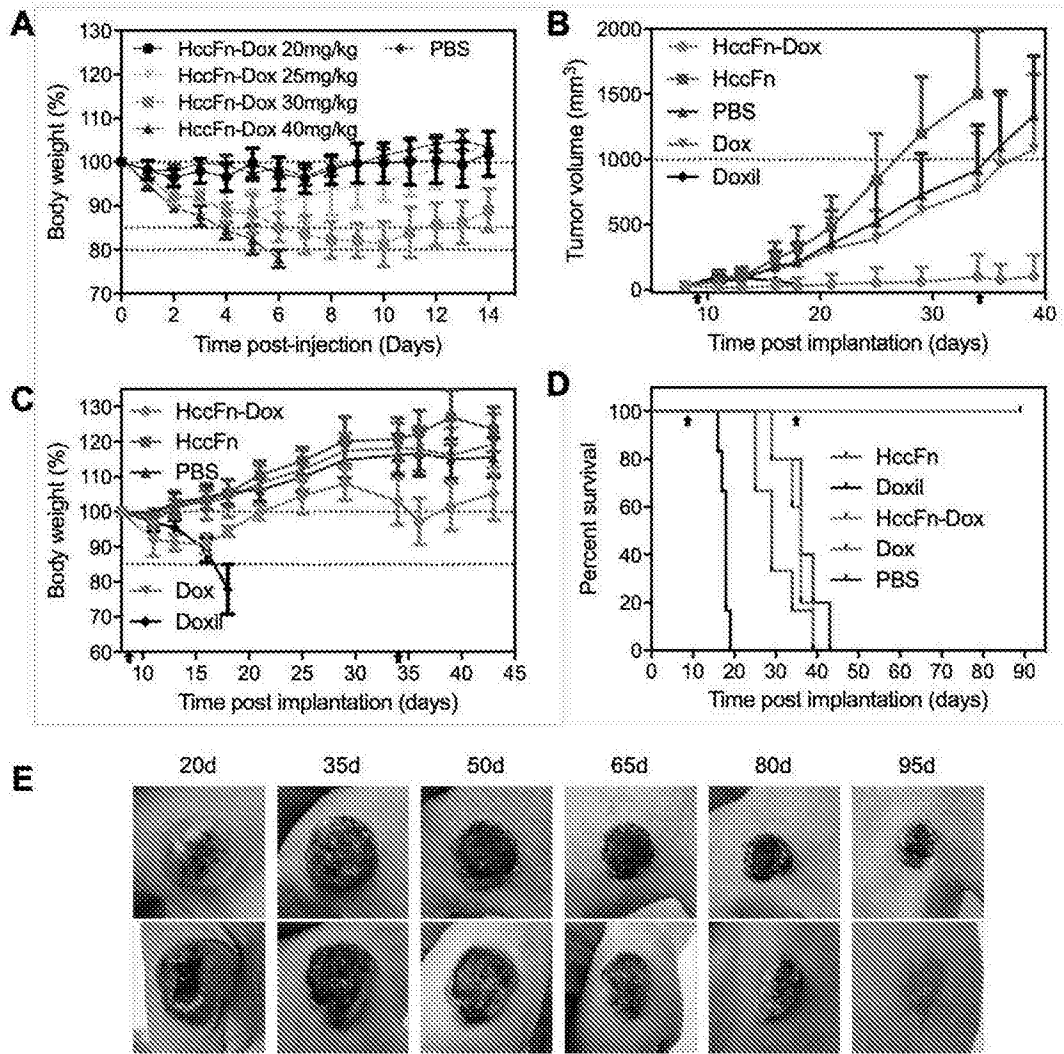 A
Body weight (%)
130
120
110
100
90
80
70
HccFn-Dox 20mg/kg PBS
HccFn-Dox 25mg/kg
HccFn-Dox 30mg/kg
HccFn-Dox 40mg/kg
0 2 4 6 8 10 12 14
Time post-injection (Days)
B
Tumor volume (mm³)
2000
1500
1000
500
0
HccFn-Dox
HccFn
PBS
Dox
Doxil
10 20 30 40
Time post implantation (days)
C
Body weight (%)
130
120
110
100
90
80
70
60
HccFn-Dox
HccFn
PBS
Dox
Doxil
10 15 20 25 30 35 40 45
Time post implantation (days)
D
Percent survival
100
80
60
40
20
0
HccFn
Doxil
HccFn-Dox
Dox
PBS
0 10 20 30 40 50 60 70 80 90
Time post implantation (days)
E
20d 35d 50d 65d 80d 95d